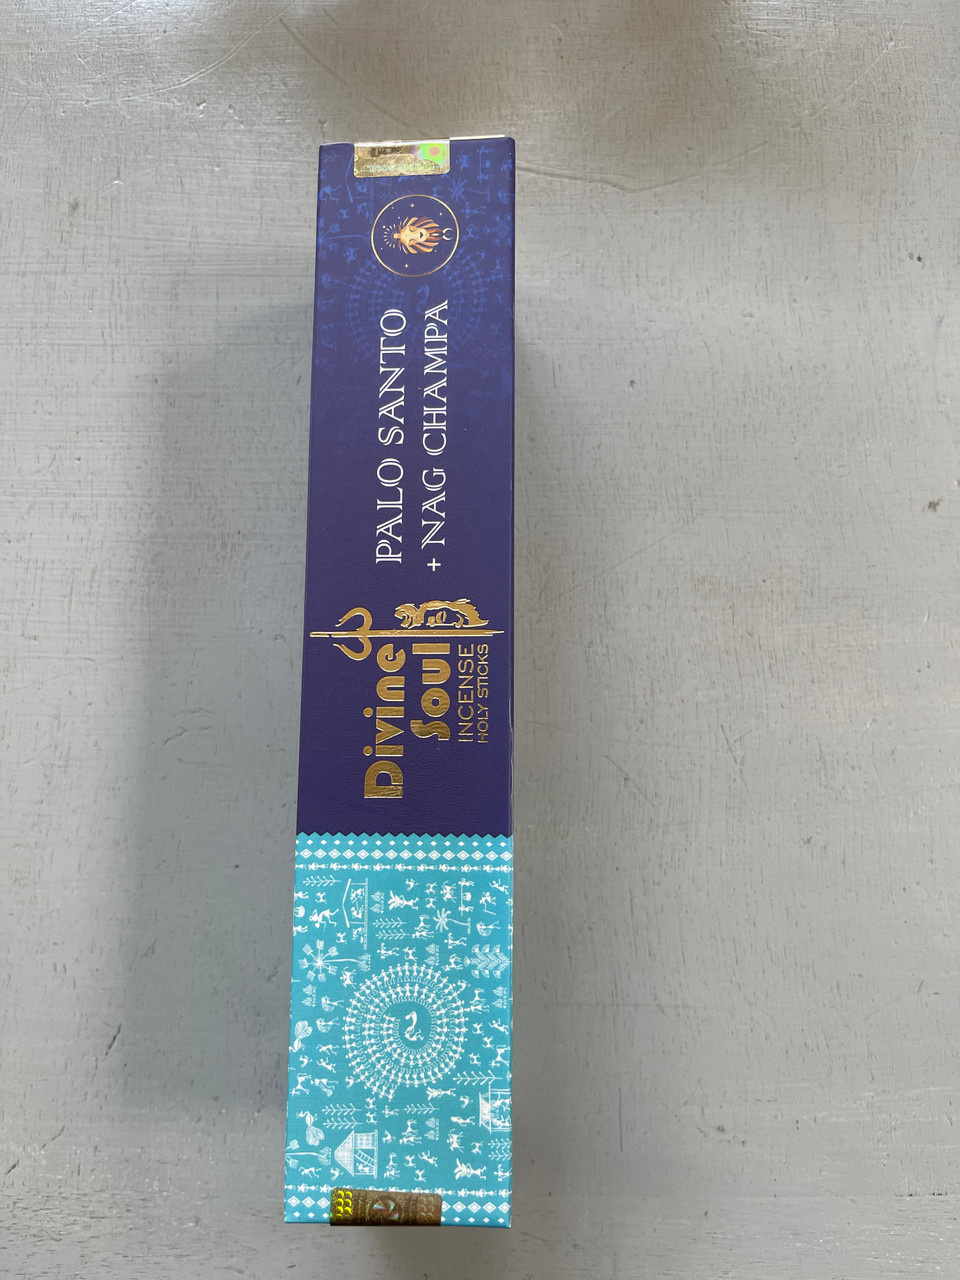 Divine
Soul
INCENSE
HOLY STICKS
PALO SANTO
+ NAG CHAMPA